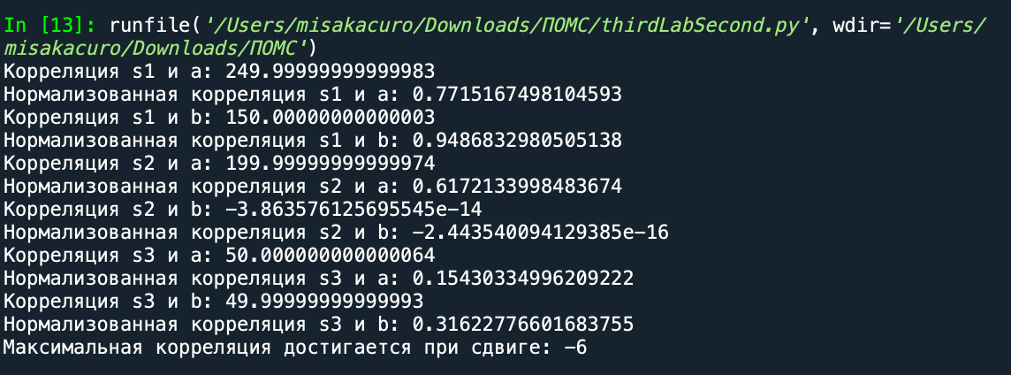 In [13]: runfile('/Users/misakacuro/Downloads/ПОМС/thirdLabSecond.py', wdir='/Users/
misakacuro/Downloads/ПОМС')
Корреляция s1 и a: 249.99999999999983
Нормализованная корреляция s1 и a: 0.7715167498104593
Корреляция s1 и b: 150.00000000000003
Нормализованная корреляция s1 и b: 0.9486832980505138
Корреляция s2 и a: 199.99999999999974
Нормализованная корреляция s2 и a: 0.6172133998483674
Корреляция s2 и b: -3.863576125695545e-14
Нормализованная корреляция s2 и b: -2.443540094129385e-16
Корреляция s3 и a: 50.000000000000064
Нормализованная корреляция s3 и a: 0.15430334996209222
Корреляция s3 и b: 49.99999999999993
Нормализованная корреляция s3 и b: 0.31622776601683755
Максимальная корреляция достигается при сдвиге: -6